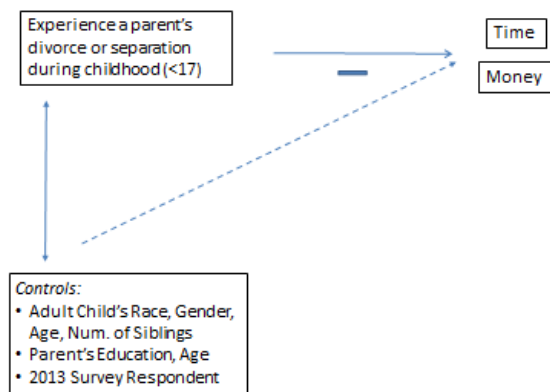 Experience a parent's
divorce or separation
during childhood (<17)
Time
Money
Controls:
• Adult Child's Race, Gender,
Age, Num. of Siblings
• Parent's Education, Age
• 2013 Survey Respondent